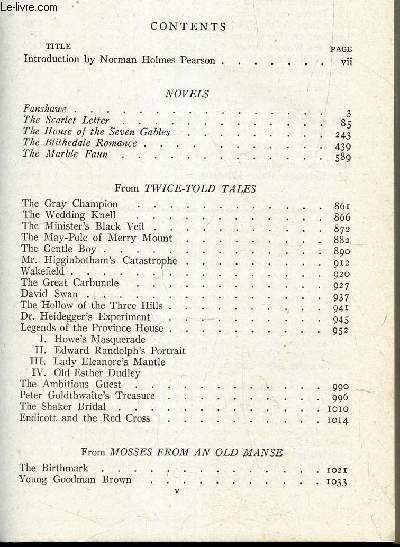 le-livre.com
CONTENTS
TITLE PAGE
Introduction by Norman Holmes Pearson . . . . . . . vii
NOVELS
Fanshawe . . . . . . . . . . . . . . 3
The Scarlet Letter . . . . . . . . . . . . 85
The House of the Seven Gables . . . . . . . . . 243
The Blithedale Romance . . . . . . . . . . . 439
The Marble Faun . . . . . . . . . . . . 589
From TWICE-TOLD TALES
The Gray Champion . . . . . . . . . . . 861
The Wedding Knell . . . . . . . . . . . 866
The Minister's Black Veil . . . . . . . . . . 872
The May-Pole of Merry Mount . . . . . . . . . 882
The Gentle Boy . . . . . . . . . . . . 890
Mr. Higginbotham's Catastrophe . . . . . . . . 912
Wakefield . . . . . . . . . . . . . . 920
The Great Carbuncle . . . . . . . . . . . 927
David Swan . . . . . . . . . . . . . 937
The Hollow of the Three Hills . . . . . . . . . 941
Dr. Heidegger's Experiment . . . . . . . . . 945
Legends of the Province House . . . . . . . . . 952
I. Howe's Masquerade
II. Edward Randolph's Portrait
III. Lady Eleanore's Mantle
IV. Old Esther Dudley
The Ambitious Guest . . . . . . . . . . . 990
Peter Goldthwaite's Treasure . . . . . . . . . 996
The Shaker Bridal . . . . . . . . . . . 1010
Endicott and the Red Cross . . . . . . . . . 1014
From MOSSES FROM AN OLD MANSE
The Birthmark . . . . . . . . . . . . 1021
Young Goodman Brown . . . . . . . . . . 1033
v